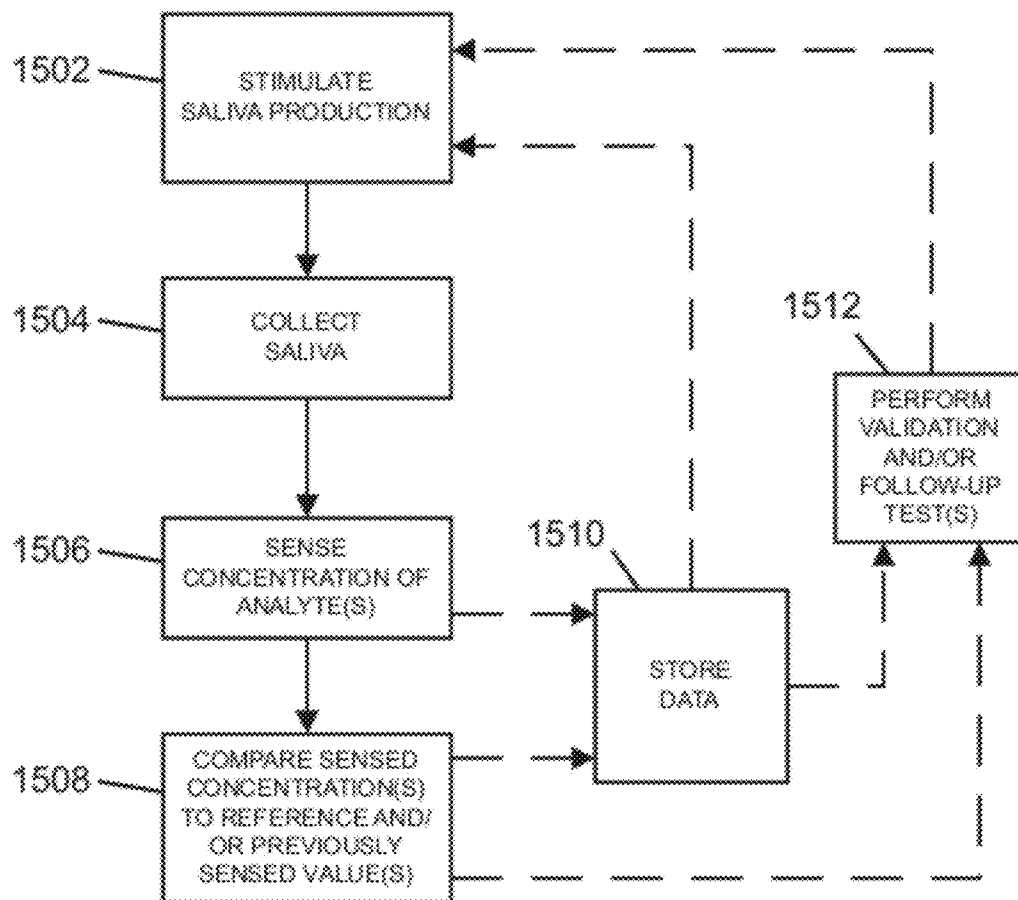 1502
STIMULATE
SALIVA PRODUCTION
1504
COLLECT
SALIVA
1506
SENSE
CONCENTRATION OF
ANALYTE(S)
1508
COMPARE SENSED
CONCENTRATION(S)
TO REFERENCE AND/
OR PREVIOUSLY
SENSED VALUE(S)
1510
STORE
DATA
1512
PERFORM
VALIDATION
AND/OR
FOLLOW-UP
TEST(S)